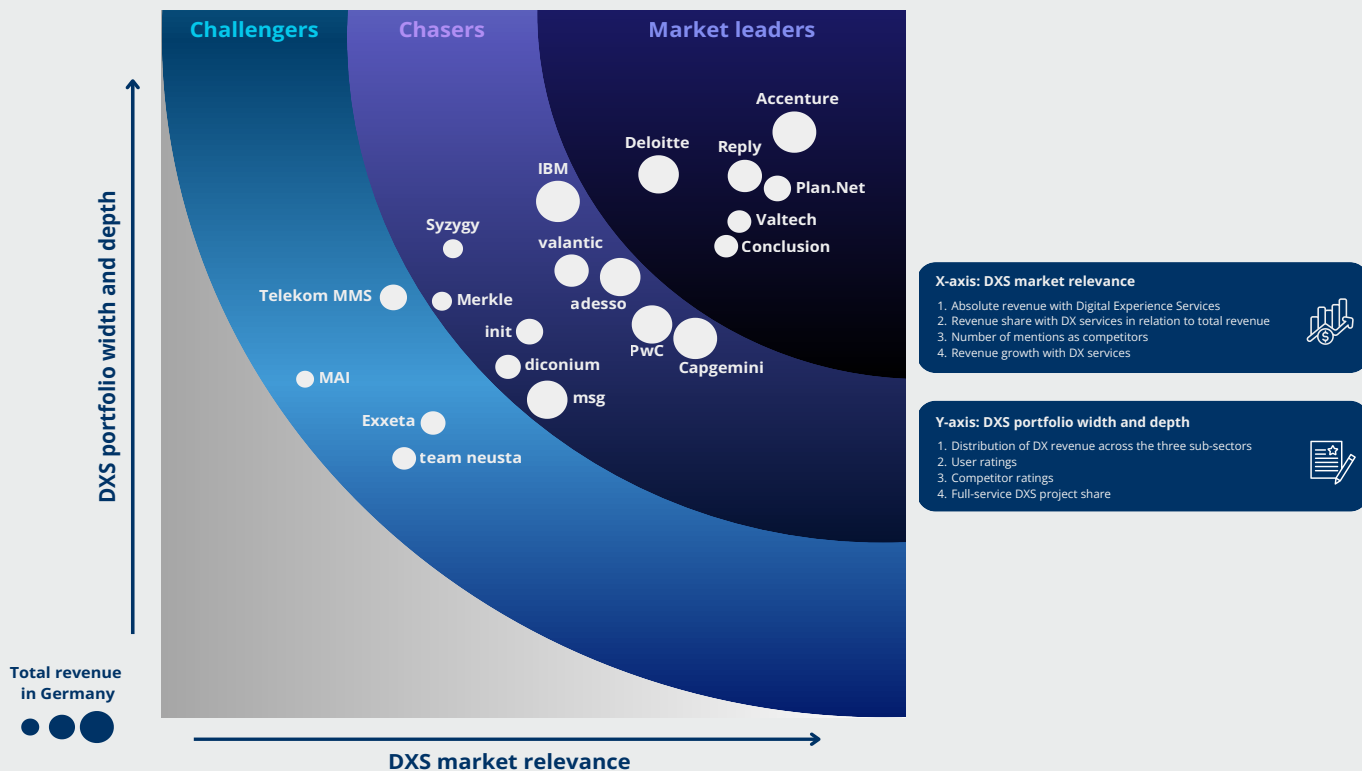 Challengers
Chasers
Market leaders
Accenture
Deloitte
Reply
IBM
Plan.Net
Syzygy
Valtech
valantic
Conclusion
Telekom MMS
Merkle
adesso
init
PwC
Capgemini
diconium
MAI
msg
Exxeta
team neusta
DXS portfolio width and depth
DXS market relevance
Total revenue
in Germany
X-axis: DXS market relevance
1. Absolute revenue with Digital Experience Services
2. Revenue share with DX services in relation to total revenue
3. Number of mentions as competitors
4. Revenue growth with DX services
$
Y-axis: DXS portfolio width and depth
1. Distribution of DX revenue across the three sub-sectors
2. User ratings
3. Competitor ratings
4. Full-service DXS project share